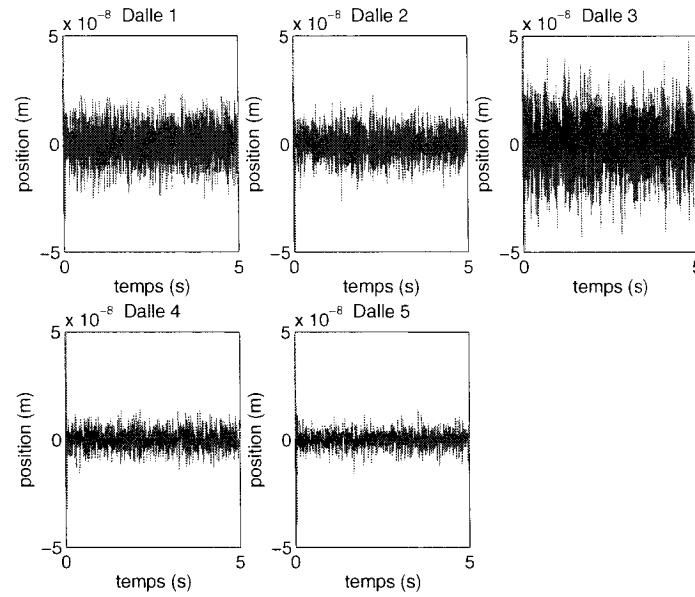 x 10⁻⁸ Dalle 1
5
position (m)
0
−5
0 5
temps (s)
x 10⁻⁸ Dalle 2
5
position (m)
0
−5
0 5
temps (s)
x 10⁻⁸ Dalle 3
5
position (m)
0
−5
0 5
temps (s)
x 10⁻⁸ Dalle 4
5
position (m)
0
−5
0 5
temps (s)
x 10⁻⁸ Dalle 5
5
position (m)
0
−5
0 5
temps (s)